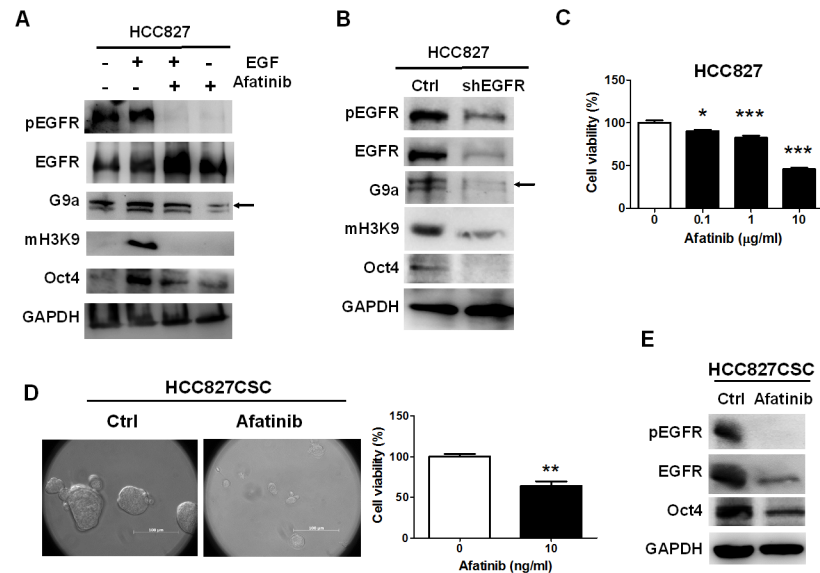 A
HCC827
- + + - EGF
- - + + Afatinib
pEGFR
EGFR
G9a
mH3K9
Oct4
GAPDH
B
HCC827
Ctrl shEGFR
pEGFR
EGFR
G9a
mH3K9
Oct4
GAPDH
C
HCC827
Cell viability (%)
150
100
50
0
* *** ***
0 0.1 1 10
Afatinib (μg/ml)
D
HCC827CSC
Ctrl Afatinib
Cell viability (%)
150
100
50
0
**
0 10
Afatinib (ng/ml)
E
HCC827CSC
Ctrl Afatinib
pEGFR
EGFR
Oct4
GAPDH